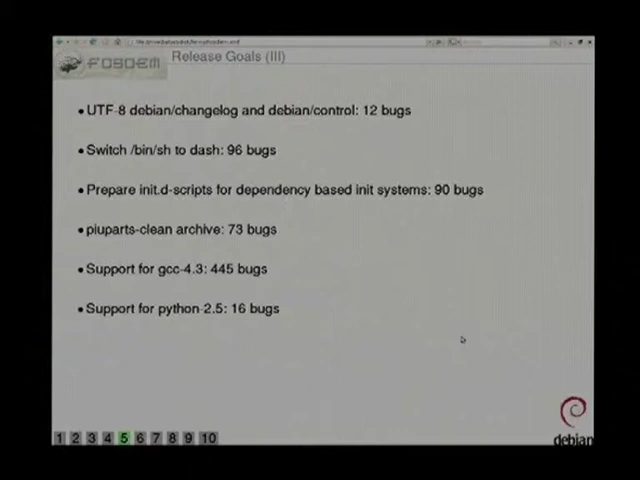 FOSDEM
Release Goals (III)
UTF-8 debian/changelog and debian/control: 12 bugs
Switch /bin/sh to dash: 96 bugs
Prepare init.d-scripts for dependency based init systems: 90 bugs
piuparts-clean archive: 73 bugs
Support for gcc-4.3: 445 bugs
Support for python-2.5: 16 bugs
debian
1 2 3 4 5 6 7 8 9 10